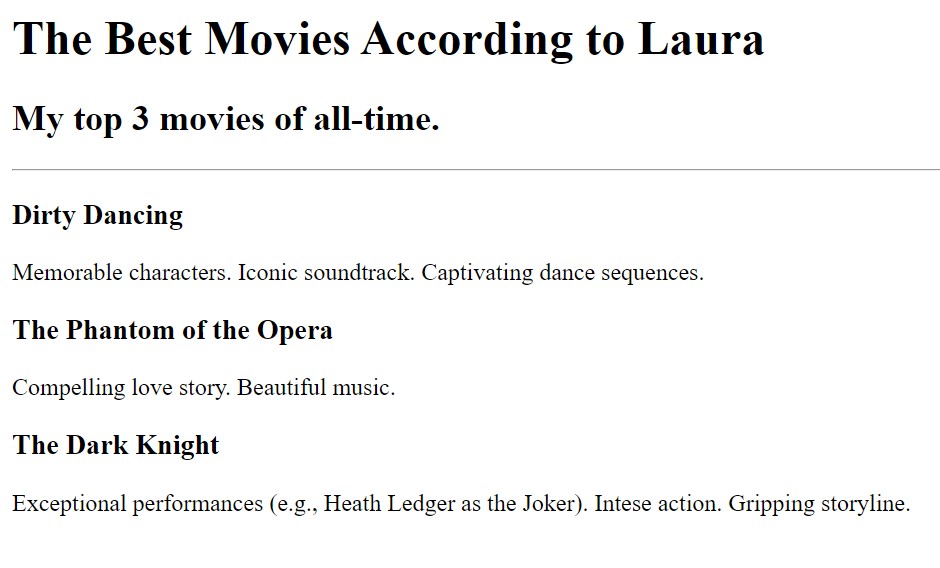 The Best Movies According to Laura
My top 3 movies of all-time.
Dirty Dancing
Memorable characters. Iconic soundtrack. Captivating dance sequences.
The Phantom of the Opera
Compelling love story. Beautiful music.
The Dark Knight
Exceptional performances (e.g., Heath Ledger as the Joker). Intese action. Gripping storyline.